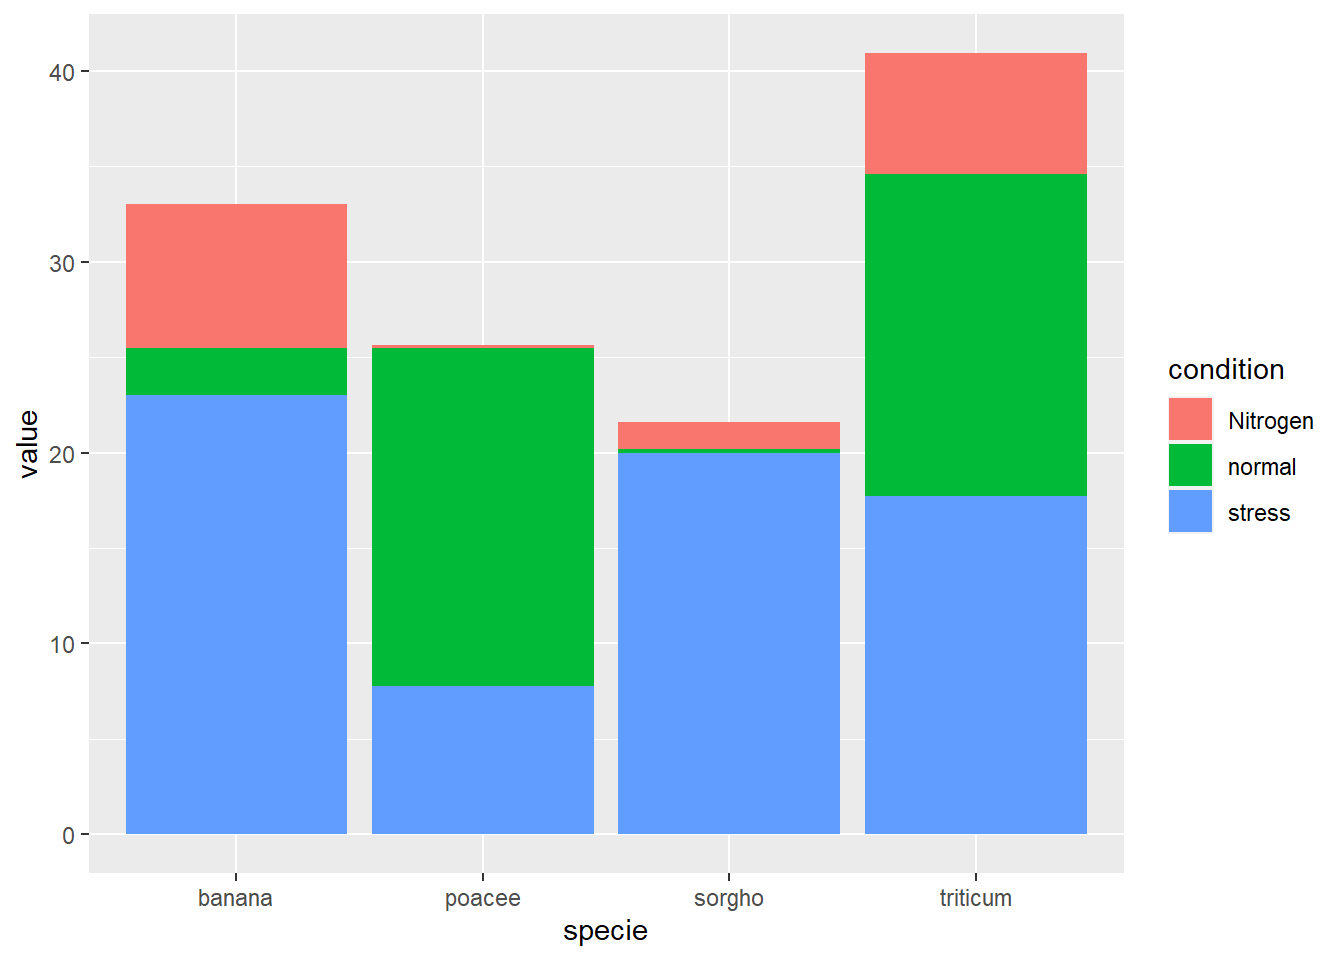 40
30
20
10
0
value
banana
poacee
sorgho
triticum
specie
condition
Nitrogen
normal
stress